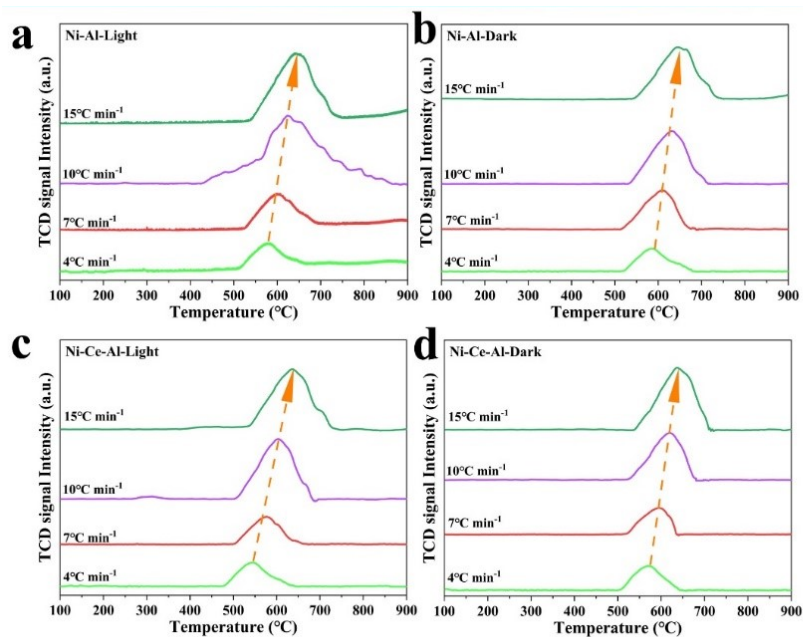 a
Ni-Al-Light
15℃ min⁻¹
10℃ min⁻¹
7℃ min⁻¹
4℃ min⁻¹
TCD signal Intensity (a.u.)
100 200 300 400 500 600 700 800 900
Temperature (℃)
b
Ni-Al-Dark
15℃ min⁻¹
10℃ min⁻¹
7℃ min⁻¹
4℃ min⁻¹
TCD signal Intensity (a.u.)
100 200 300 400 500 600 700 800 900
Temperature (℃)
c
Ni-Ce-Al-Light
15℃ min⁻¹
10℃ min⁻¹
7℃ min⁻¹
4℃ min⁻¹
TCD signal Intensity (a.u.)
100 200 300 400 500 600 700 800 900
Temperature (℃)
d
Ni-Ce-Al-Dark
15℃ min⁻¹
10℃ min⁻¹
7℃ min⁻¹
4℃ min⁻¹
TCD signal Intensity (a.u.)
100 200 300 400 500 600 700 800 900
Temperature (℃)